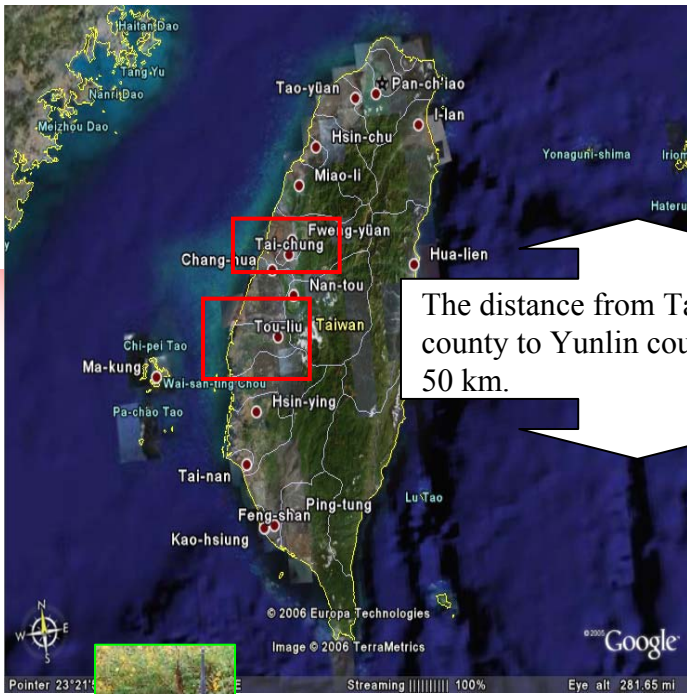 Haitan Dao
Tang Yu
Nanri Dao
Meizhou Dao
Pan-ch'iao
Tao-yüan
I-lan
Hsin-chu
Yonaguni-shima
Miao-li
Fweng-yüan
Tai-chung
Chang-hua
Hua-lien
Nan-tou
The distance from
county to Yunlin
50 km.
Tou-liu
Taiwan
Chi-pei Tao
Ma-kung
Wai-san-ting Chou
Pa-chao Tao
Hsin-ying
Tai-nan
Lu Tao
Ping-tung
Feng-shan
Kao-hsiung
N
W E
S
© 2006 Europa Technologies
Image © 2006 TerraMetrics
©2005 Google
Pointer Streaming |||||||||| 100% Eye alt 281.65 mi